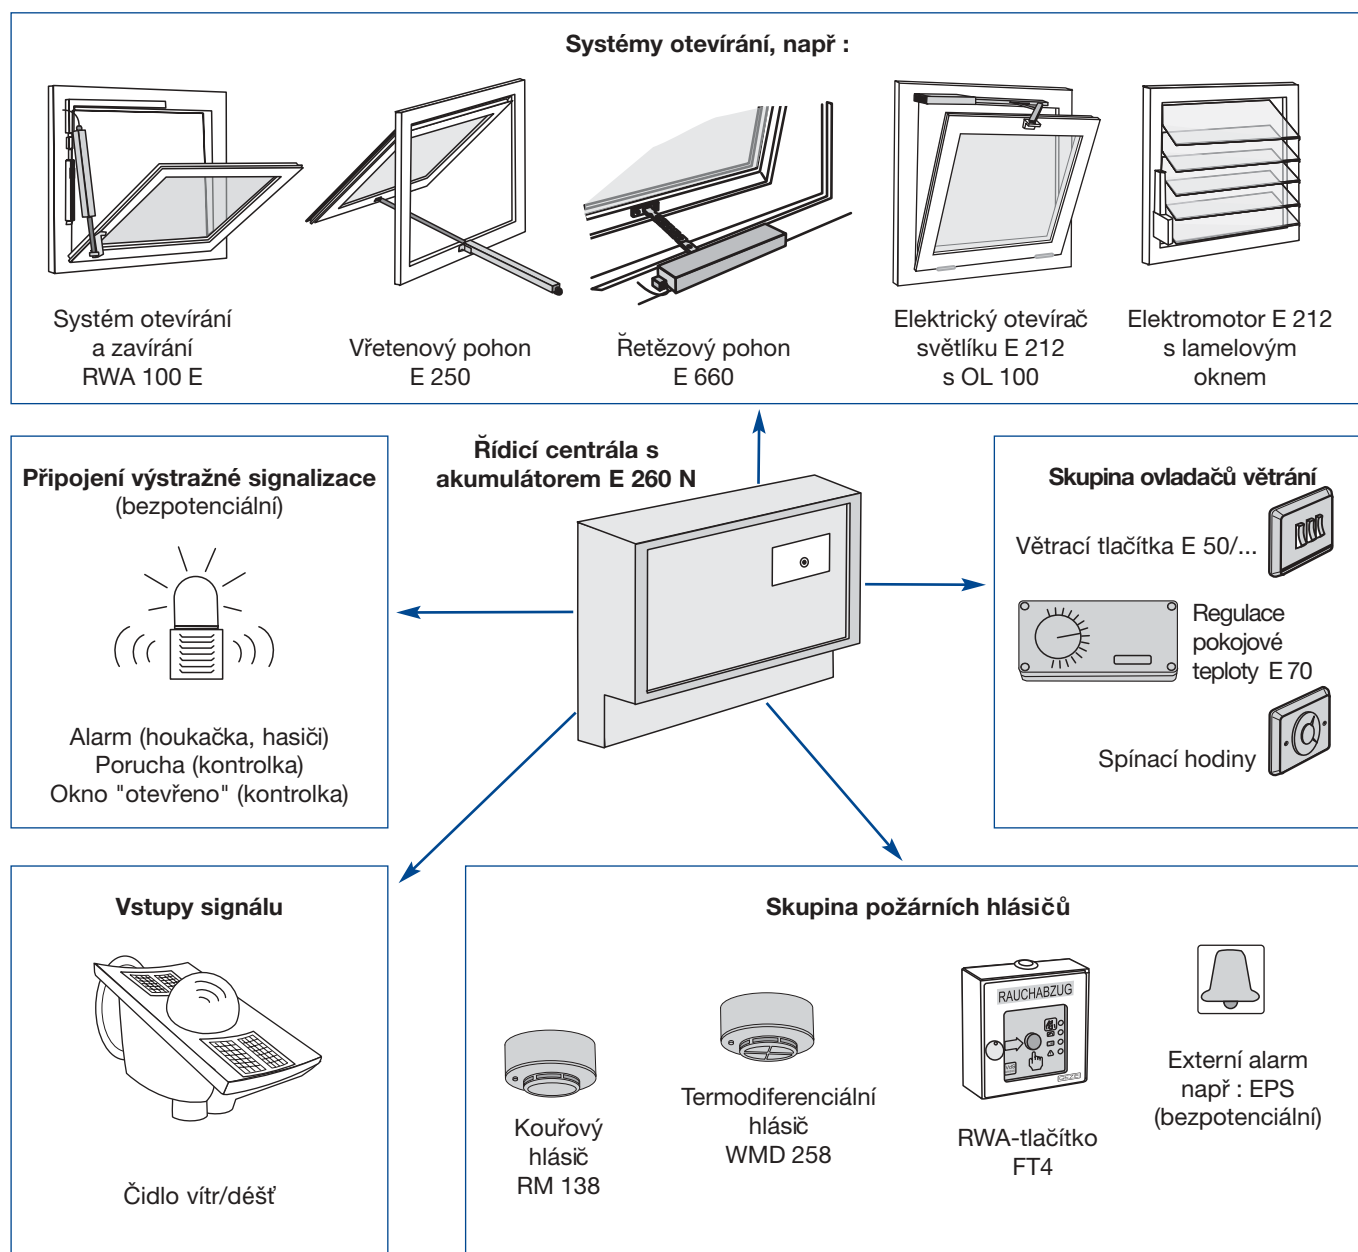 Systémy otevírání, např :
Systém otevírání
a zavírání
RWA 100 E
Vřetenový pohon
E 250
Řetězový pohon
E 660
Elektrický otevírač
světlíku E 212
s OL 100
Elektromotor E 212
s lamelovým
oknem
Připojení výstražné signalizace
(bezpotenciální)
Alarm (houkačka, hasiči)
Porucha (kontrolka)
Okno "otevřeno" (kontrolka)
Řídicí centrála s
akumulátorem E 260 N
Skupina ovladačů větrání
Větrací tlačítka E 50/...
Regulace
pokojové
teploty E 70
Spínací hodiny
Vstupy signálu
Čidlo vítr/déšť
Skupina požárních hlásičů
Kouřový
hlásič
RM 138
Termodiferenciální
hlásič
WMD 258
RAUCHABZUG
RWA-tlačítko
FT4
Externí alarm
např : EPS
(bezpotenciální)